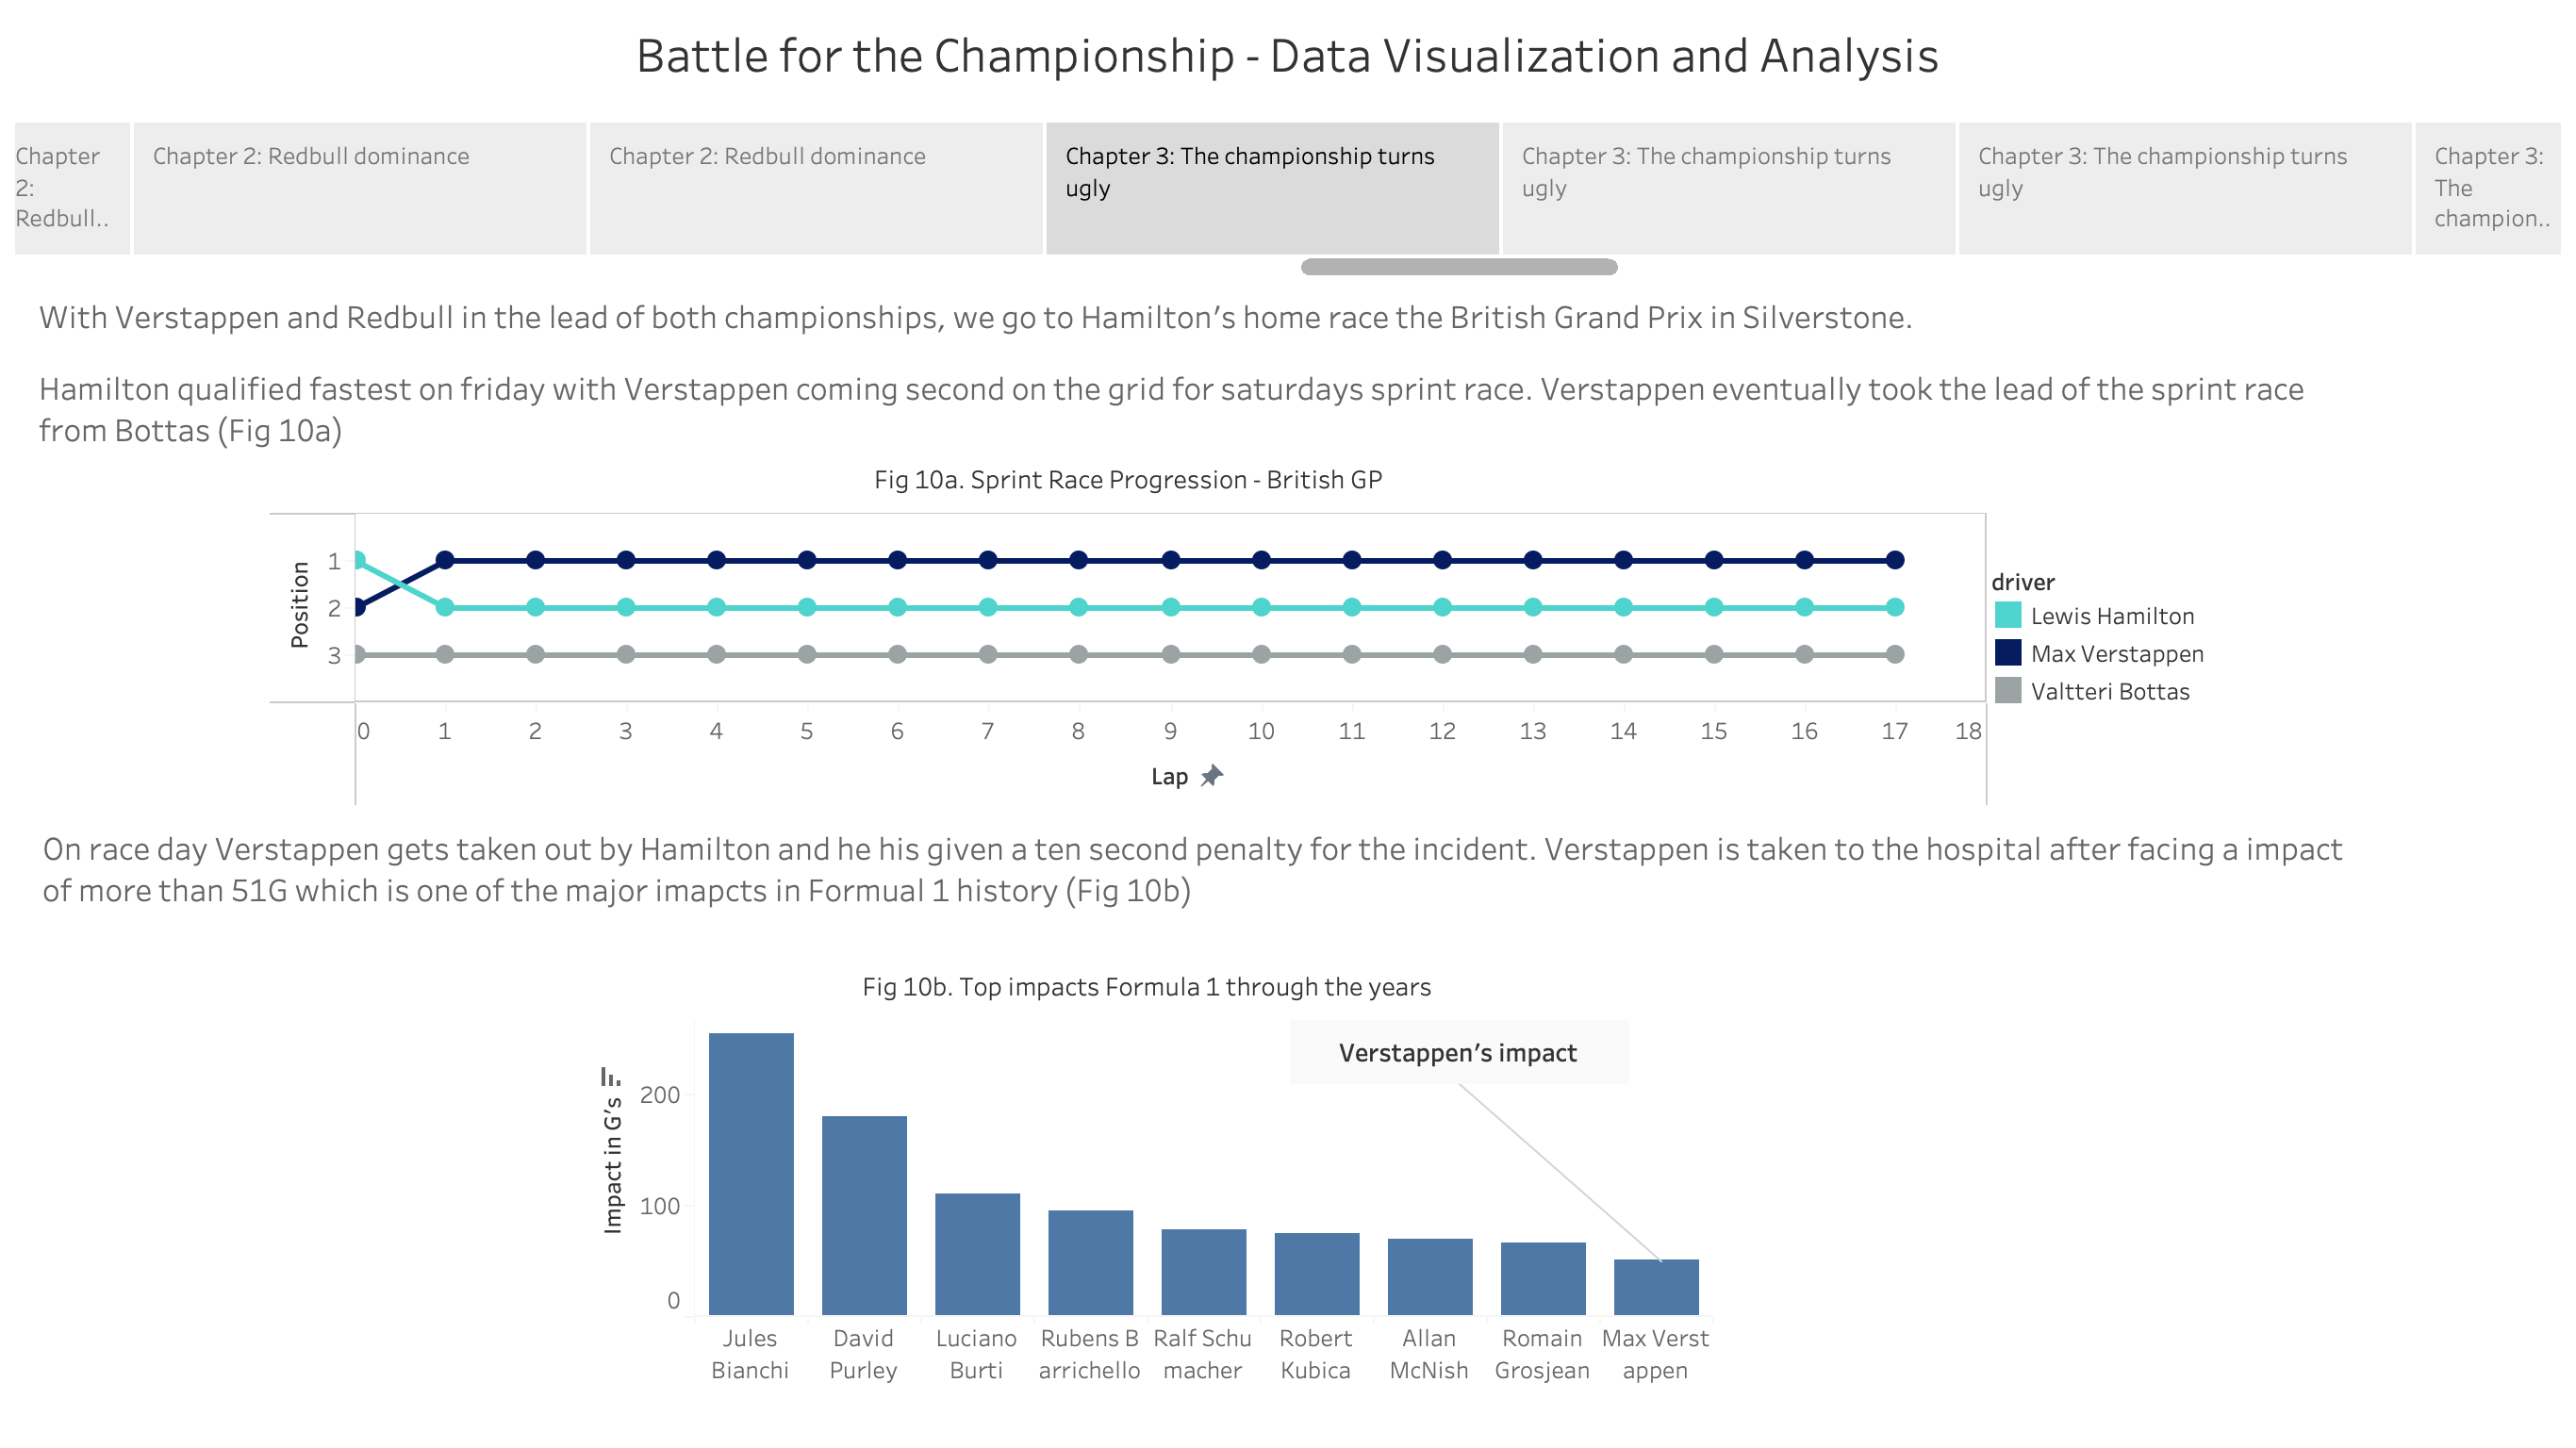 Battle for the Championship - Data Visualization and Analysis
Chapter
2:
Redbull..
Chapter 2: Redbull dominance
Chapter 2: Redbull dominance
Chapter 3: The championship turns
ugly
Chapter 3: The championship turns
ugly
Chapter 3: The championship turns
ugly
Chapter 3:
The
champion..
With Verstappen and Redbull in the lead of both championships, we go to Hamilton's home race the British Grand Prix in Silverstone.
Hamilton qualified fastest on friday with Verstappen coming second on the grid for saturdays sprint race. Verstappen eventually took the lead of the sprint race
from Bottas (Fig 10a)
Fig 10a. Sprint Race Progression - British GP
Position
1
2
3
0 1 2 3 4 5 6 7 8 9 10 11 12 13 14 15 16 17 18
Lap
driver
Lewis Hamilton
Max Verstappen
Valtteri Bottas
On race day Verstappen gets taken out by Hamilton and he his given a ten second penalty for the incident. Verstappen is taken to the hospital after facing a impact
of more than 51G which is one of the major imapcts in Formual 1 history (Fig 10b)
Fig 10b. Top impacts Formula 1 through the years
Verstappen's impact
Impact in G's
200
100
0
Jules
Bianchi
David
Purley
Luciano
Burti
Rubens B
arrichello
Ralf Schu
macher
Robert
Kubica
Allan
McNish
Romain
Grosjean
Max Verst
appen